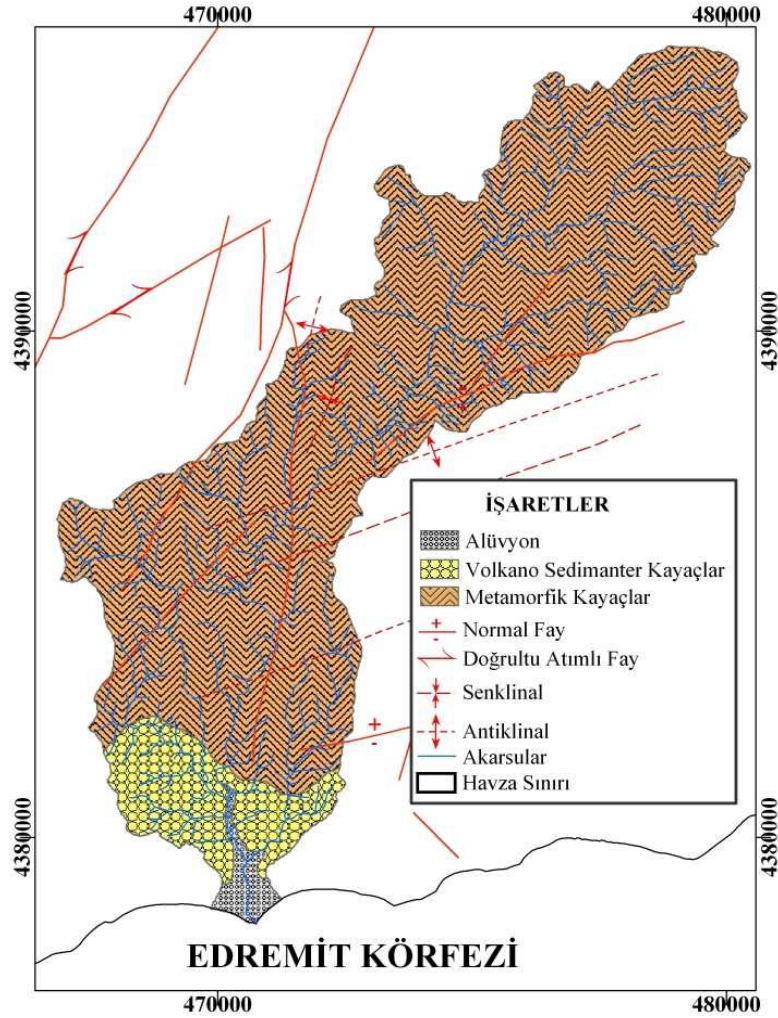 470000
480000
4390000
4390000
İŞARETLER
Alüvyon
Volkano Sedimanter Kayaçlar
Metamorfik Kayaçlar
+
-
Normal Fay
Doğrultu Atımlı Fay
Senklinal
Antiklinal
Akarsular
Havza Sınırı
+
-
4380000
4380000
EDREMİT KÖRFEZİ
470000
480000